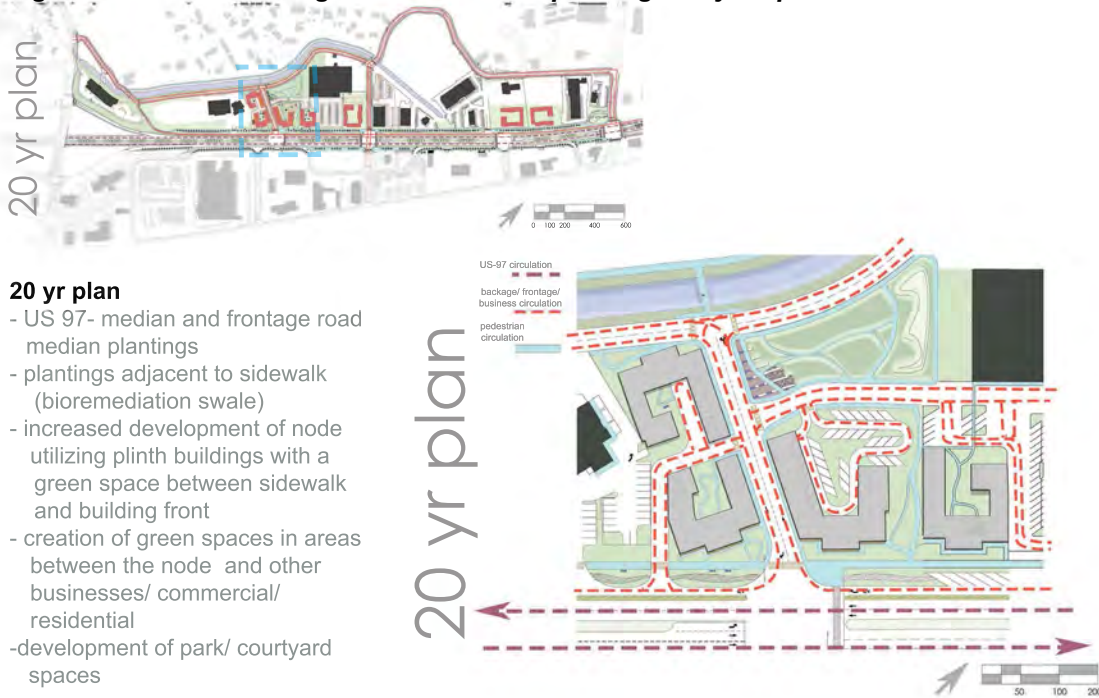 20 yr plan
0 100 200 400 600
20 yr plan
- US 97- median and frontage road
median plantings
- plantings adjacent to sidewalk
(bioremediation swale)
- increased development of node
utilizing plinth buildings with a
green space between sidewalk
and building front
- creation of green spaces in areas
between the node and other
businesses/ commercial/
residential
-development of park/ courtyard
spaces
US-97 circulation
backage/ frontage/
business circulation
pedestrian
circulation
20 yr plan
50 100